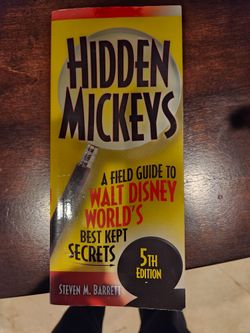 HIDDEN
MICKEYS
A FIELD GUIDE TO
WALT DISNEY
WORLD'S
BEST KEPT
SECRETS
5TH
EDITION
STEVEN M. BARRETT